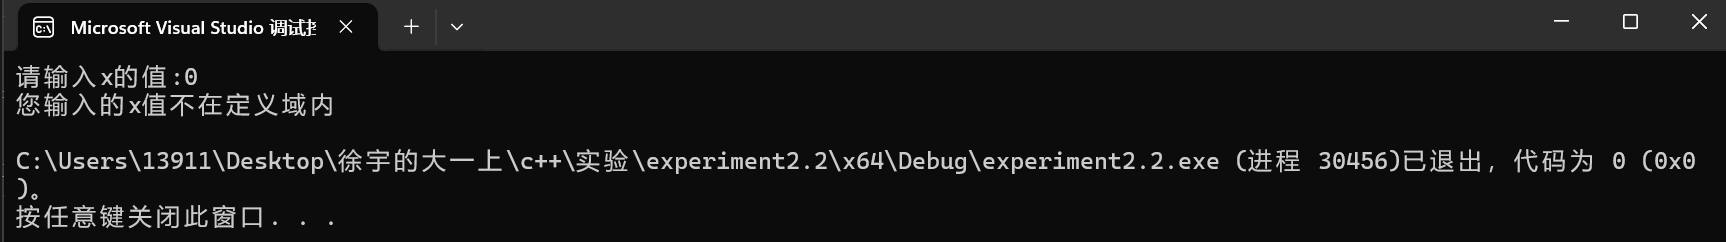 Microsoft Visual Studio 调试
请输入x的值:0
您输入的x值不在定义域内
C:\Users\13911\Desktop\徐宇的大一上\c++\实验\experiment2.2\x64\Debug\experiment2.2.exe (进程 30456)已退出，代码为 0 (0x0
)。
按任意键关闭此窗口. . .